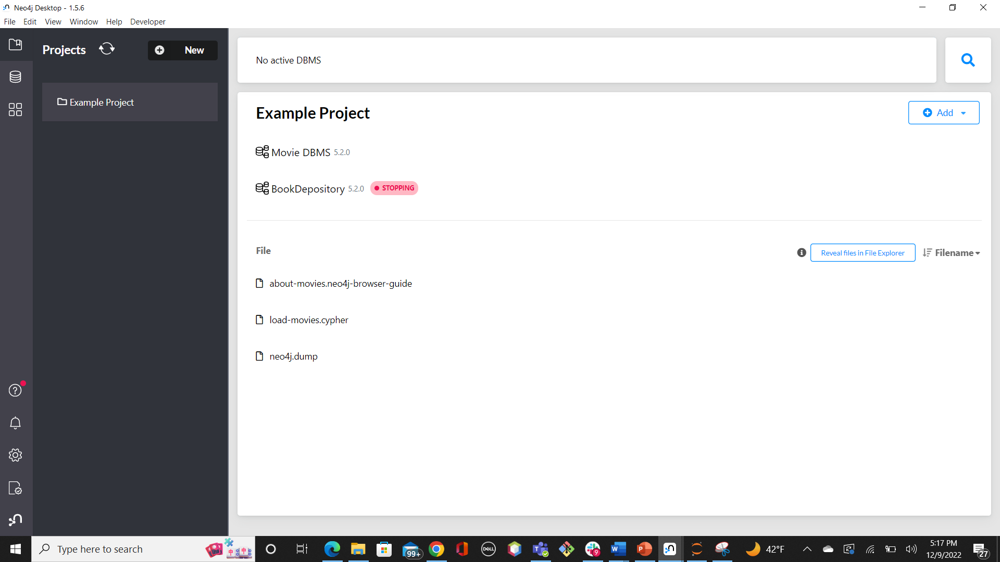 Neo4j Desktop - 1.5.6
File Edit View Window Help Developer
Projects
New
Example Project
No active DBMS
Example Project
Add
Movie DBMS 5.2.0
BookDepository 5.2.0 STOPPING
File
Reveal files in File Explorer
Filename
about-movies.neo4j-browser-guide
load-movies.cypher
neo4j.dump
Type here to search
99+
DELL
9
42°F
5:17 PM
12/9/2022
27